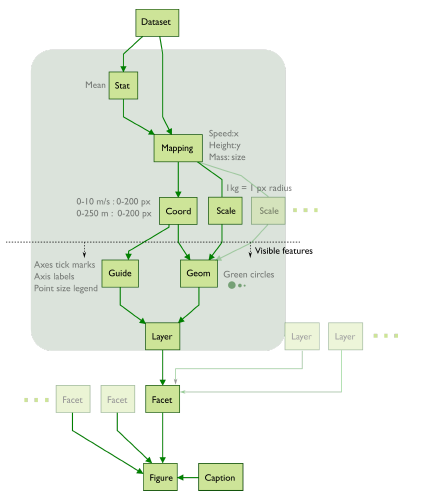 Dataset
Mean
Stat
Mapping
Speed:x
Height:y
Mass: size
1kg = 1 px radius
0-10 m/s : 0-200 px
0-250 m : 0-200 px
Coord
Scale
Scale
Visible features
Axes tick marks
Axis labels
Point size legend
Guide
Geom
Green circles
Layer
Layer
Layer
Facet
Facet
Facet
Figure
Caption